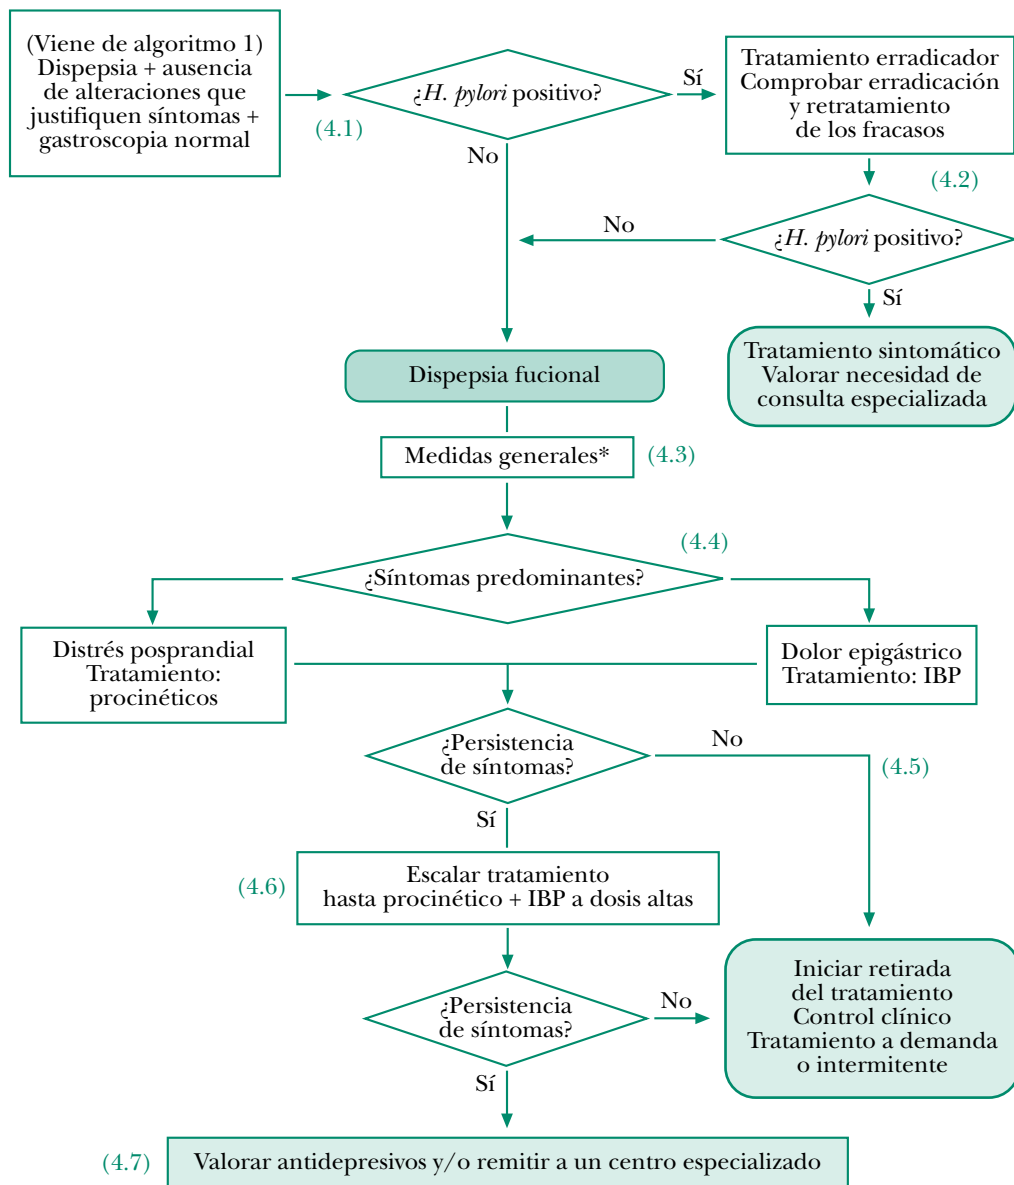 (Viene de algoritmo 1)
Dispepsia + ausencia
de alteraciones que
justifiquen síntomas +
gastroscopia normal
(4.1)
¿H. pylori positivo?
Sí
No
Tratamiento erradicador
Comprobar erradicación
y retratamiento
de los fracasos
(4.2)
¿H. pylori positivo?
No
Sí
Tratamiento sintomático
Valorar necesidad de
consulta especializada
Dispepsia fucional
Medidas generales*
(4.3)
(4.4)
¿Síntomas predominantes?
Distrés posprandial
Tratamiento:
procinéticos
Dolor epigástrico
Tratamiento: IBP
¿Persistencia
de síntomas?
No
(4.5)
Sí
(4.6)
Escalar tratamiento
hasta procinético + IBP a dosis altas
¿Persistencia
de síntomas?
No
Iniciar retirada
del tratamiento
Control clínico
Tratamiento a demanda
o intermitente
Sí
(4.7)
Valorar antidepresivos y/o remitir a un centro especializado